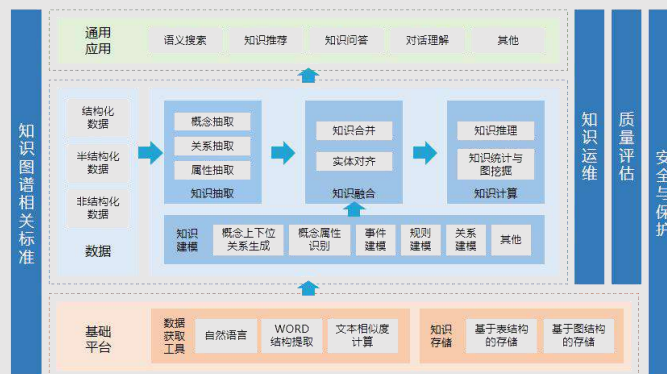 知识图谱相关标准
通用
应用
语义搜索
知识推荐
知识问答
对话理解
其他
结构化
数据
半结构化
数据
非结构化
数据
数据
概念抽取
关系抽取
属性抽取
知识抽取
知识合并
实体对齐
知识融合
知识推理
知识统计与
图挖掘
知识计算
知识
建模
概念上下位
关系生成
概念属性
识别
事件
建模
规则
建模
关系
建模
其他
基础
平台
数据
获取
工具
自然语言
WORD
结构提取
文本相似度
计算
知识
存储
基于表结构
的存储
基于图结构
的存储
知识运维
质量评估
安全与保护